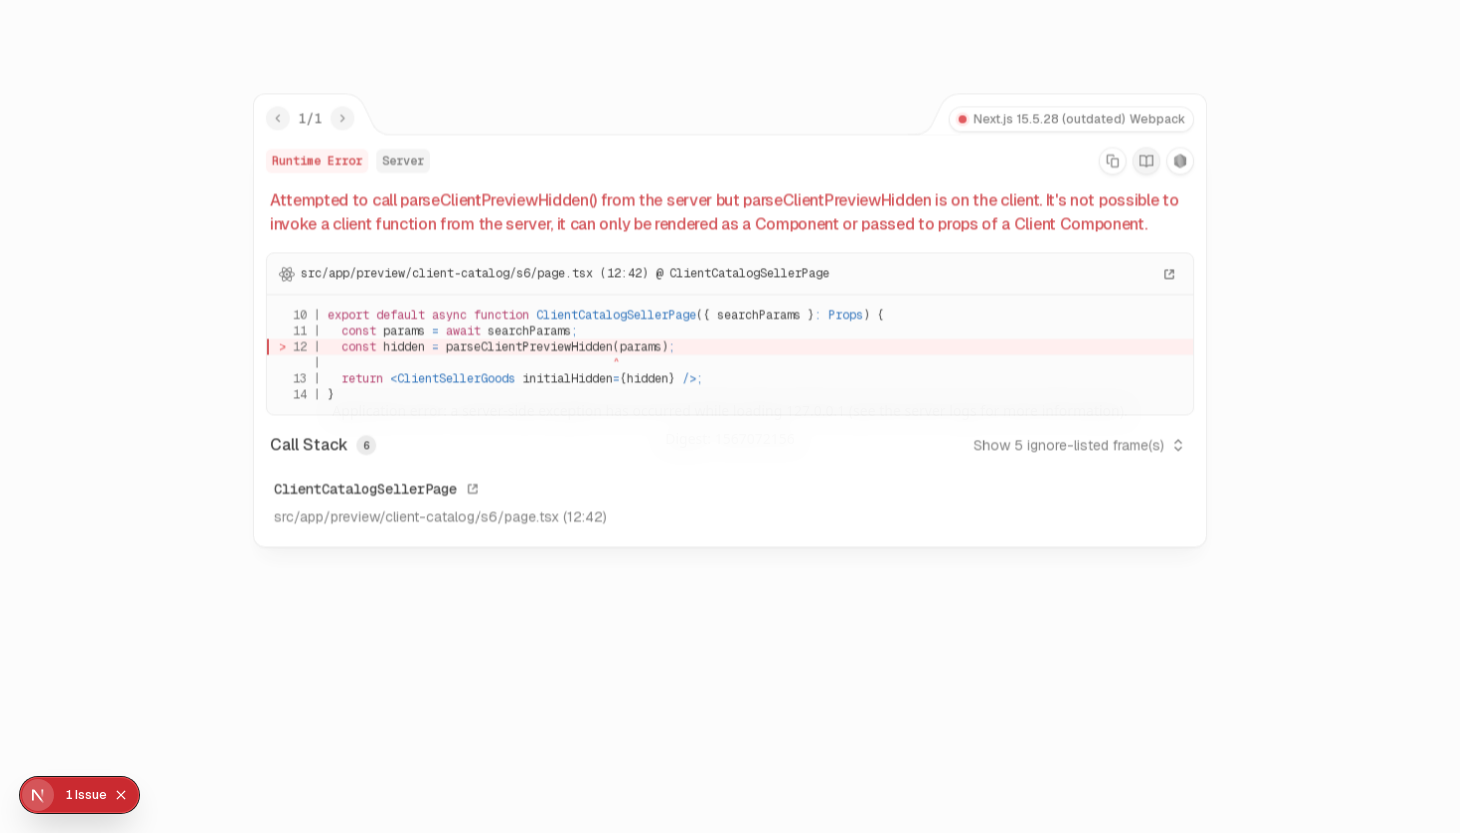 1/1
Next.js 15.5.28 (outdated) Webpack
Runtime Error Server
Attempted to call parseClientPreviewHidden() from the server but parseClientPreviewHidden is on the client. It's not possible to
invoke a client function from the server, it can only be rendered as a Component or passed to props of a Client Component.
src/app/preview/client-catalog/s6/page.tsx (12:42) @ ClientCatalogSellerPage
10 | export default async function ClientCatalogSellerPage({ searchParams }: Props) {
11 |   const params = await searchParams;
> 12 |   const hidden = parseClientPreviewHidden(params);
|                                          ^
13 |   return <ClientSellerGoods initialHidden={hidden} />;
14 | }
Call Stack 6
Show 5 ignore-listed frame(s)
ClientCatalogSellerPage
src/app/preview/client-catalog/s6/page.tsx (12:42)
1 Issue